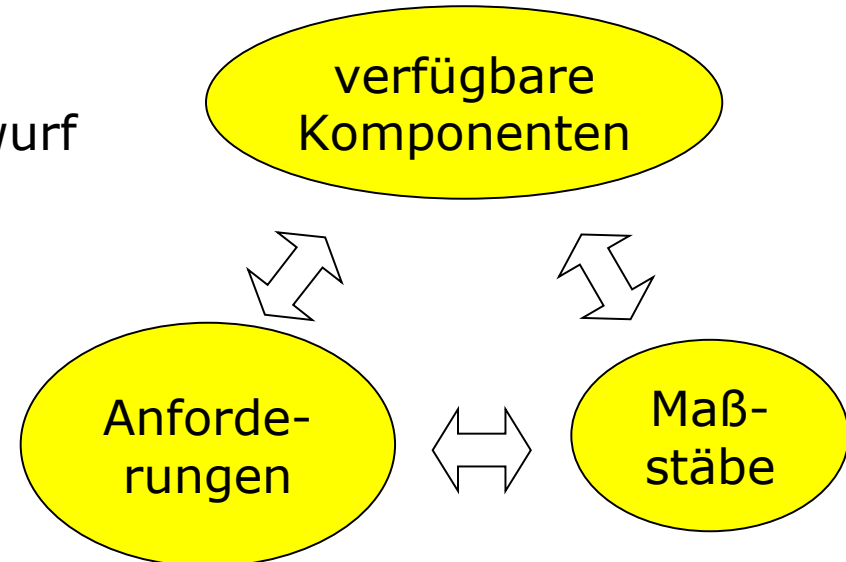 verfügbare
Komponenten
wurf
Anforde-
rungen
Maß-
stäbe